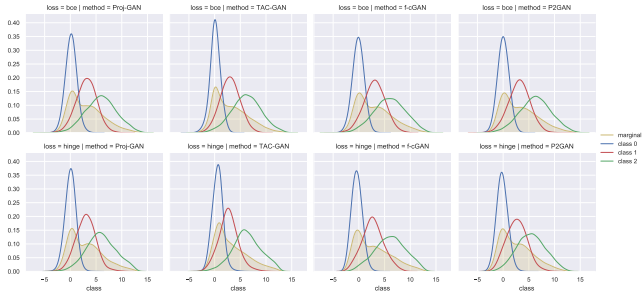 loss = bce | method = Proj-GAN
loss = bce | method = TAC-GAN
loss = bce | method = f-cGAN
loss = bce | method = P2GAN
0.40
0.35
0.30
0.25
0.20
0.15
0.10
0.05
0.00
marginal
class 0
class 1
class 2
loss = hinge | method = Proj-GAN
loss = hinge | method = TAC-GAN
loss = hinge | method = f-cGAN
loss = hinge | method = P2GAN
0.40
0.35
0.30
0.25
0.20
0.15
0.10
0.05
0.00
−5 0 5 10 15
−5 0 5 10 15
−5 0 5 10 15
−5 0 5 10 15
class
class
class
class